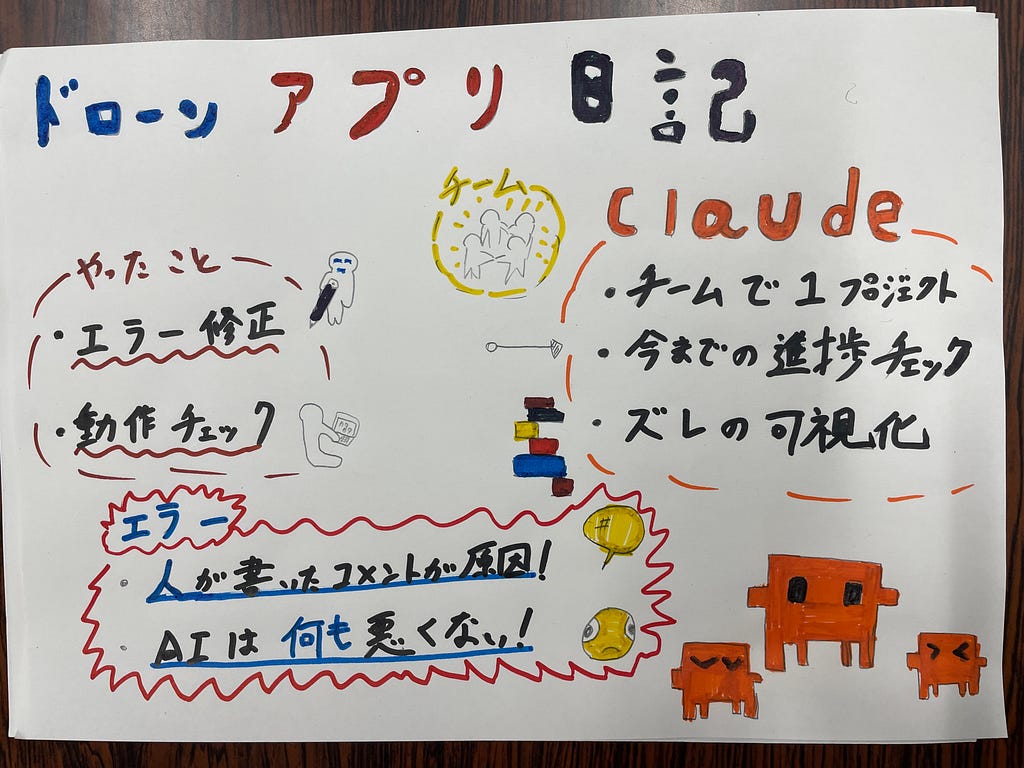 ドローン アプリ 日記
チーム
claude
・チームで1プロジェクト
・今までの進捗チェック
・ズレの可視化
やったこと
・エラー修正
・動作チェック
エラー
・人が書いたコメントが原因!
・AIは何も悪くない!
#